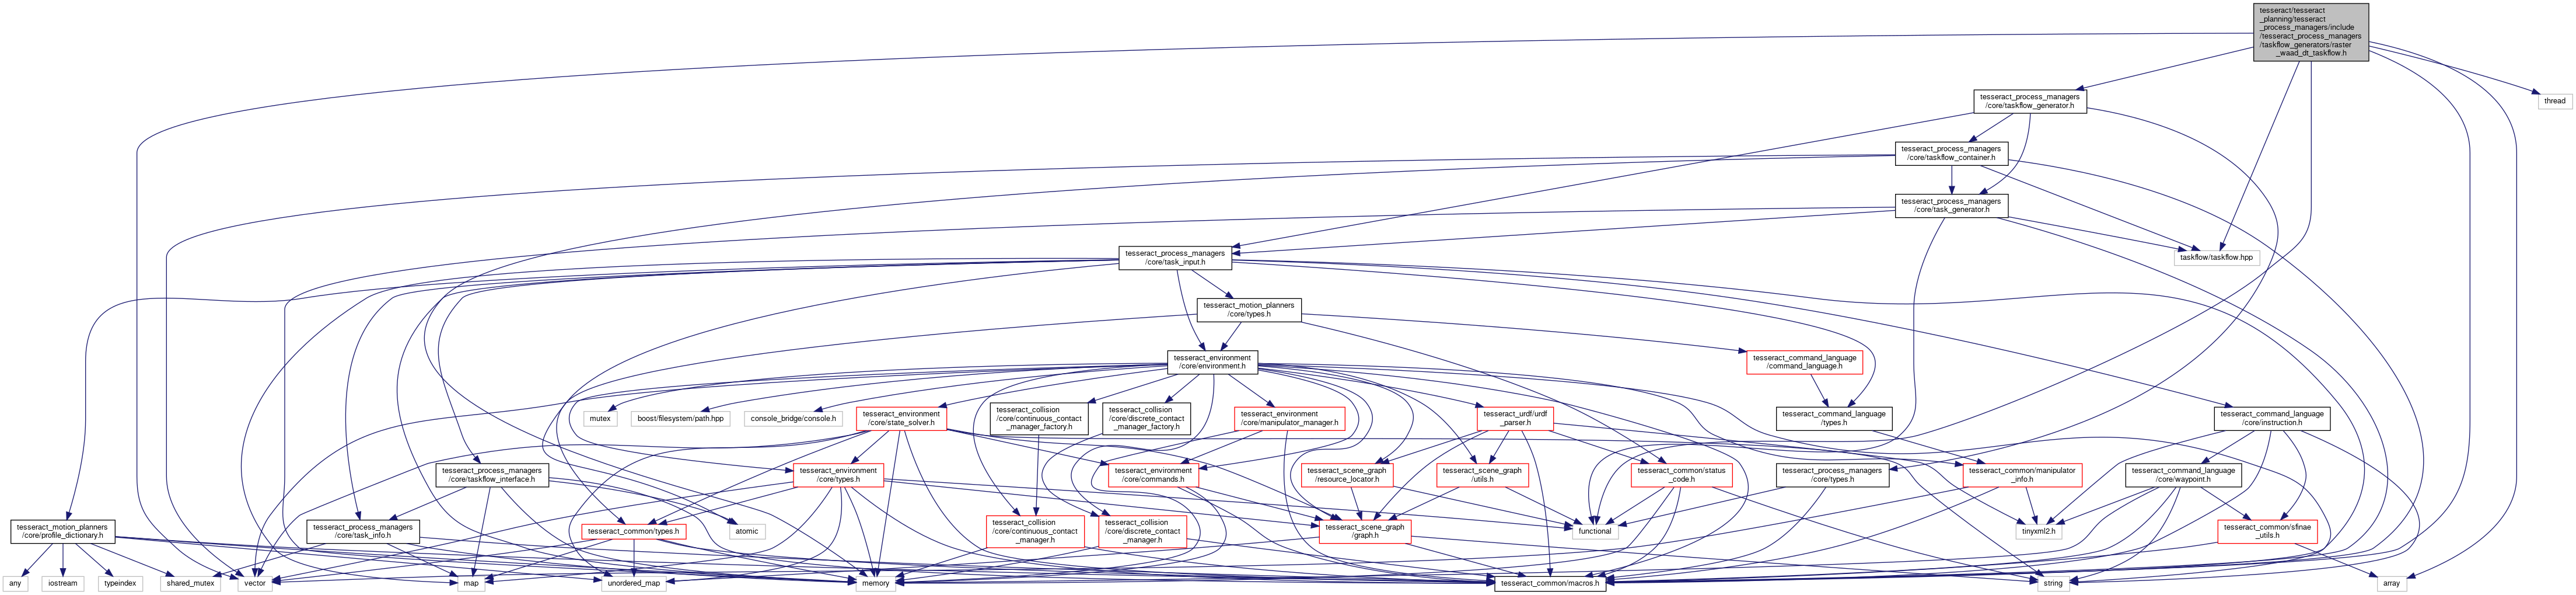 tesseract/tesseract
_planning/tesseract
_process_managers/include
/tesseract_process_managers
/taskflow_generators/raster
_waad_dt_taskflow.h
tesseract_process_managers
/core/taskflow_generator.h
thread
tesseract_process_managers
/core/taskflow_container.h
tesseract_process_managers
/core/task_generator.h
tesseract_process_managers
/core/task_input.h
taskflow/taskflow.hpp
tesseract_motion_planners
/core/types.h
tesseract_environment
/core/environment.h
tesseract_command_language
/command_language.h
mutex
boost/filesystem/path.hpp
console_bridge/console.h
tesseract_environment
/core/state_solver.h
tesseract_collision
/core/continuous_contact
_manager_factory.h
tesseract_collision
/core/discrete_contact
_manager_factory.h
tesseract_environment
/core/manipulator_manager.h
tesseract_urdf/urdf
_parser.h
tesseract_command_language
/types.h
tesseract_command_language
/core/instruction.h
tesseract_process_managers
/core/taskflow_interface.h
tesseract_environment
/core/types.h
tesseract_environment
/core/commands.h
tesseract_scene_graph
/resource_locator.h
tesseract_scene_graph
/utils.h
tesseract_common/status
_code.h
tesseract_process_managers
/core/types.h
tesseract_common/manipulator
_info.h
tesseract_command_language
/core/waypoint.h
tesseract_motion_planners
/core/profile_dictionary.h
tesseract_process_managers
/core/task_info.h
tesseract_common/types.h
atomic
tesseract_collision
/core/continuous_contact
_manager.h
tesseract_collision
/core/discrete_contact
_manager.h
tesseract_scene_graph
/graph.h
functional
tinyxml2.h
tesseract_common/sfinae
_utils.h
any
iostream
typeindex
shared_mutex
vector
map
unordered_map
memory
tesseract_common/macros.h
string
array